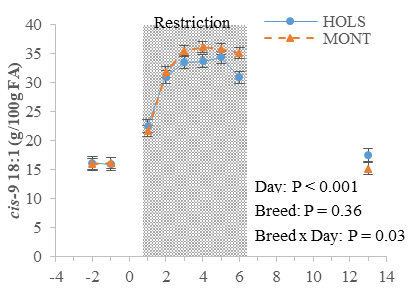 Restriction
HOLS
MONT
cis-9 18:1 (g/100g FA)
40
35
30
25
20
15
10
5
0
Day: P < 0.001
Breed: P = 0.36
Breed x Day: P = 0.03
-4 -2 0 2 4 6 8 10 12 14